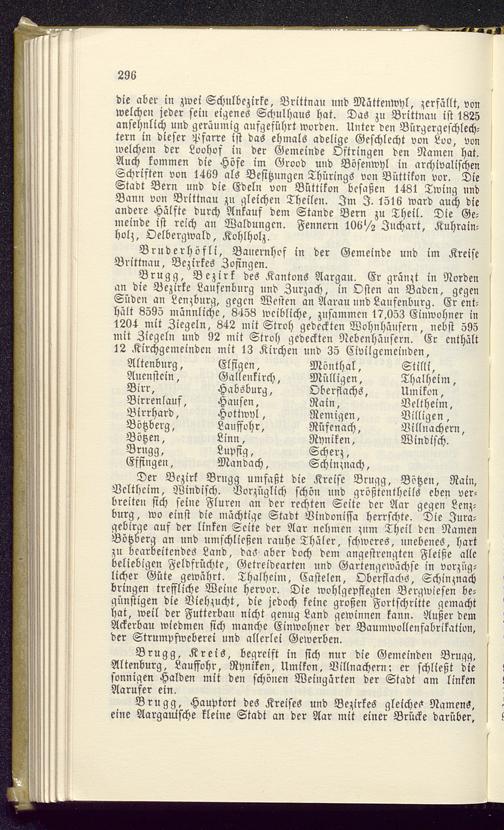 296
die aber in zwei Schulbezirke, Brittnau und Mättenwyl, zerfällt, von
welchen jeder sein eigenes Schulhaus hat. Das zu Brittnau ist 1825
ansehnlich und geräumig aufgeführt worden. Unter den Bürgergeschlech-
tern in dieser Pfarre ist das ehmals adelige Geschlecht von Loo, von
welchem der Loohof in der Gemeinde Oftringen den Namen hat.
Auch kommen die Höfe im Grood und Bösenwyl in archivalischen
Schriften von 1469 als Besitzungen Thürings von Büttikon vor. Die
Stadt Bern und die Edeln von Büttikon besaßen 1481 Twing und
Bann von Brittnau zu gleichen Theilen. Im J. 1516 ward auch die
andere Hälfte durch Ankauf dem Stande Bern zu Theil. Die Ge-
meinde ist reich an Waldungen. Fennern 106½ Juchart, Kuhrain-
holz, Oelbergwald, Kohlholz.
Bruderhöfli, Bauernhof in der Gemeinde und im Kreise
Brittnau, Bezirkes Zofingen.
Brugg, Bezirk des Kantons Aargau. Er gränzt in Norden
an die Bezirke Laufenburg und Zurzach, in Osten an Baden, gegen
Süden an Lenzburg, gegen Westen an Aarau und Laufenburg. Er ent-
hält 8595 männliche, 8458 weibliche, zusammen 17,053 Einwohner in
1204 mit Ziegeln, 842 mit Stroh gedeckten Wohnhäusern, nebst 595
mit Ziegeln und 92 mit Stroh gedeckten Nebenhäusern. Er enthält
12 Kirchgemeinden mit 13 Kirchen und 35 Civilgemeinden,
Altenburg, Elfigen, Mönthal, Stilli,
Auenstein, Gallenkirch, Mülligen, Thalheim,
Birr, Habsburg, Oberflachs, Umikon,
Birrenlauf, Hausen, Rain, Veltheim,
Birrhard, Hottwyl, Remigen, Villigen,
Bötzberg, Lauffohr, Rüfenach, Villnachern,
Bötzen, Linn, Ryniken, Windisch.
Brugg, Lupfig, Scherz,
Effingen, Mandach, Schinznach,
Der Bezirk Brugg umfaßt die Kreise Brugg, Bötzen, Rain,
Veltheim, Windisch. Vorzüglich schön und größtentheils eben ver-
breiten sich seine Fluren an der rechten Seite der Aar gegen Lenz-
burg, wo einst die mächtige Stadt Vindonissa herrschte. Die Jura-
gebirge auf der linken Seite der Aar nehmen zum Theil den Namen
Bötzberg an und umschließen rauhe Thäler, schweres, unebenes, hart
zu bearbeitendes Land, das aber doch dem angestrengten Fleiße alle
beliebigen Feldfrüchte, Getreidearten und Gartengewächse in vorzüg-
licher Güte gewährt. Thalheim, Castelen, Oberflachs, Schinznach
bringen treffliche Weine hervor. Die wohlgepflegten Bergwiesen be-
günstigen die Viehzucht, die jedoch keine großen Fortschritte gemacht
hat, weil der Futterbau nicht genug Land gewinnen kann. Außer dem
Ackerbau wiedmen sich manche Einwohner der Baumwollenfabrikation,
der Strumpfweberei und allerlei Gewerben.
Brugg, Kreis, begreift in sich nur die Gemeinden Brugg,
Altenburg, Lauffohr, Ryniken, Umikon, Villnachern; er schließt die
sonnigen Halden mit den schönen Weingärten der Stadt am linken
Aarufer ein.
Brugg, Hauptort des Kreises und Bezirkes gleiches Namens,
eine Aargauische kleine Stadt an der Aar mit einer Brücke darüber,